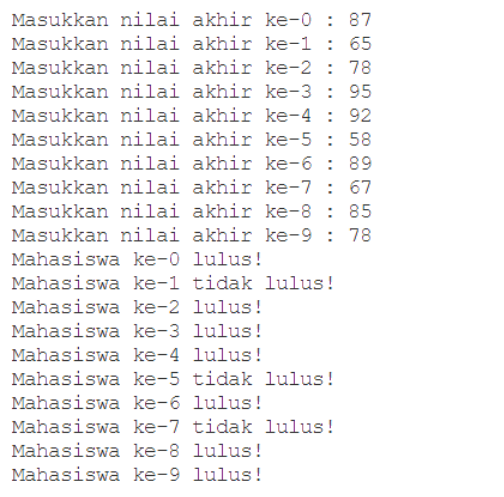 Masukkan nilai akhir ke-0 : 87
Masukkan nilai akhir ke-1 : 65
Masukkan nilai akhir ke-2 : 78
Masukkan nilai akhir ke-3 : 95
Masukkan nilai akhir ke-4 : 92
Masukkan nilai akhir ke-5 : 58
Masukkan nilai akhir ke-6 : 89
Masukkan nilai akhir ke-7 : 67
Masukkan nilai akhir ke-8 : 85
Masukkan nilai akhir ke-9 : 78
Mahasiswa ke-0 lulus!
Mahasiswa ke-1 tidak lulus!
Mahasiswa ke-2 lulus!
Mahasiswa ke-3 lulus!
Mahasiswa ke-4 lulus!
Mahasiswa ke-5 tidak lulus!
Mahasiswa ke-6 lulus!
Mahasiswa ke-7 tidak lulus!
Mahasiswa ke-8 lulus!
Mahasiswa ke-9 lulus!